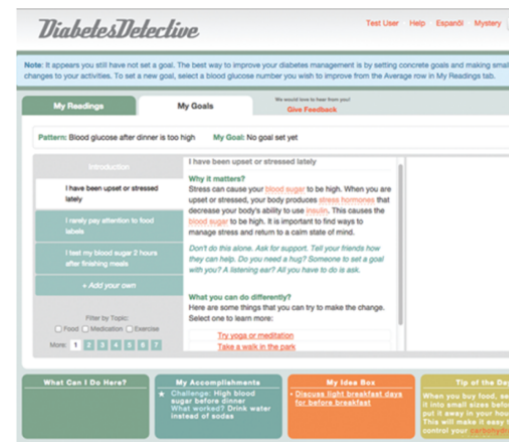 DiabetesDetective
Test User Help Espanõl Mystery
Note: It appears you still have not set a goal. The best way to improve your diabetes management is by setting concrete goals and making smal
changes to your activities. To set a new goal, select a blood glucose number you wish to improve from the Average row in My Readings tab.
My Readings
My Goals
We would love to hear from you!
Give Feedback
Pattern: Blood glucose after dinner is too high My Goal: No goal set yet
Introduction
I have been upset or stressed
lately
I rarely pay attention to food
labels
I test my blood sugar 2 hours
after finishing meals
+ Add your own
Filter by Topic:
Food Medication Exercise
More: 1 2 3 4 5 6 7
I have been upset or stressed lately
Why it matters?
Stress can cause your blood sugar to be high. When you are
upset or stressed, your body produces stress hormones that
decrease your body's ability to use insulin. This causes the
blood sugar to be high. It is important to find ways to
manage stress and return to a calm state of mind.
Don't do this alone. Ask for support. Tell your friends how
they can help. Do you need a hug? Someone to set a goal
with you? A listening ear? All you have to do is ask.
What you can do differently?
Here are some things that you can try to make the change.
Select one to learn more:
Try yoga or meditation
Take a walk in the park
What Can I Do Here?
My Accomplishments
Challenge: High blood
sugar before dinner
What worked? Drink water
instead of sodas
My Idea Box
Discuss light breakfast days
for before breakfast
Tip of the Da
When you buy food, se
it into small sizes befo
put it away in your hou
This will make it easy t
control your carbohydr